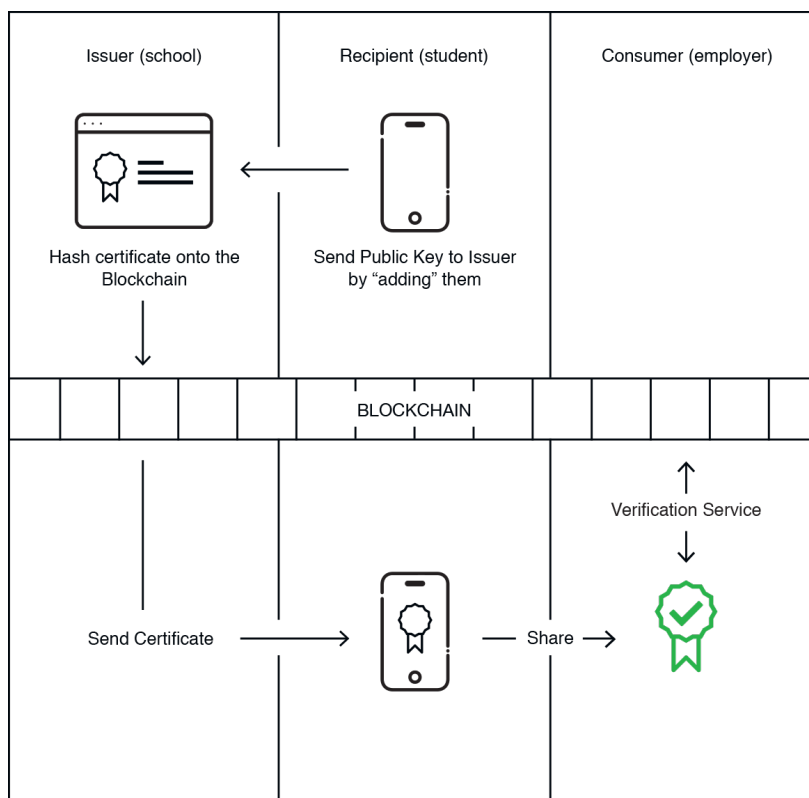 Issuer (school)
Recipient (student)
Consumer (employer)
Hash certificate onto the
Blockchain
Send Public Key to Issuer
by “adding” them
BLOCKCHAIN
Verification Service
Send Certificate
Share